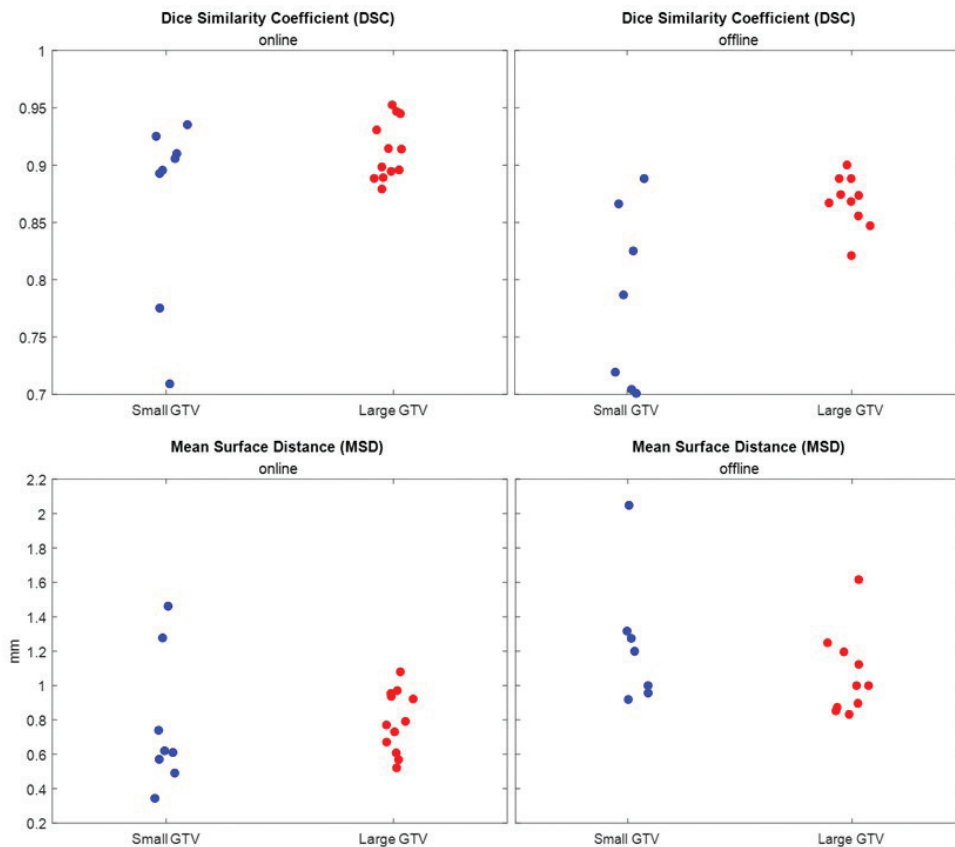 Dice Similarity Coefficient (DSC)
online
1
0.95
0.9
0.85
0.8
0.75
0.7
Small GTV
Large GTV
Dice Similarity Coefficient (DSC)
offline
Small GTV
Large GTV
Mean Surface Distance (MSD)
online
2.2
2
1.8
1.6
1.4
1.2
1
0.8
0.6
0.4
0.2
mm
Small GTV
Large GTV
Mean Surface Distance (MSD)
offline
Small GTV
Large GTV